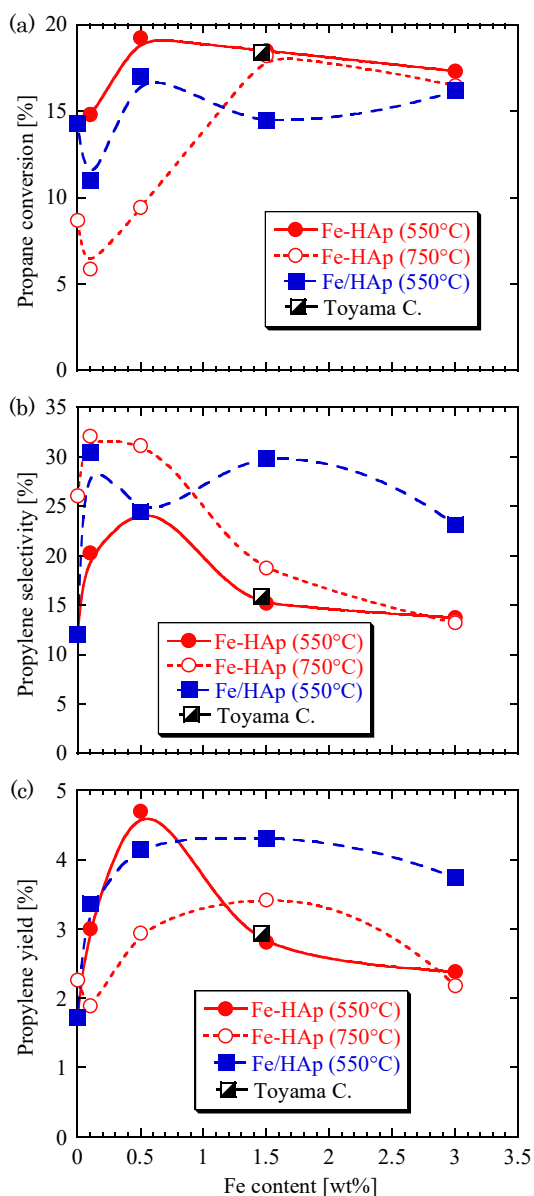 (a)
20
15
10
5
0
Propane conversion [%]
Fe-HAp (550°C)
Fe-HAp (750°C)
Fe/HAp (550°C)
Toyama C.
(b)
35
30
25
20
15
10
5
0
Propylene selectivity [%]
Fe-HAp (550°C)
Fe-HAp (750°C)
Fe/HAp (550°C)
Toyama C.
(c)
5
4
3
2
1
0
Propylene yield [%]
Fe-HAp (550°C)
Fe-HAp (750°C)
Fe/HAp (550°C)
Toyama C.
0 0.5 1 1.5 2 2.5 3 3.5
Fe content [wt%]